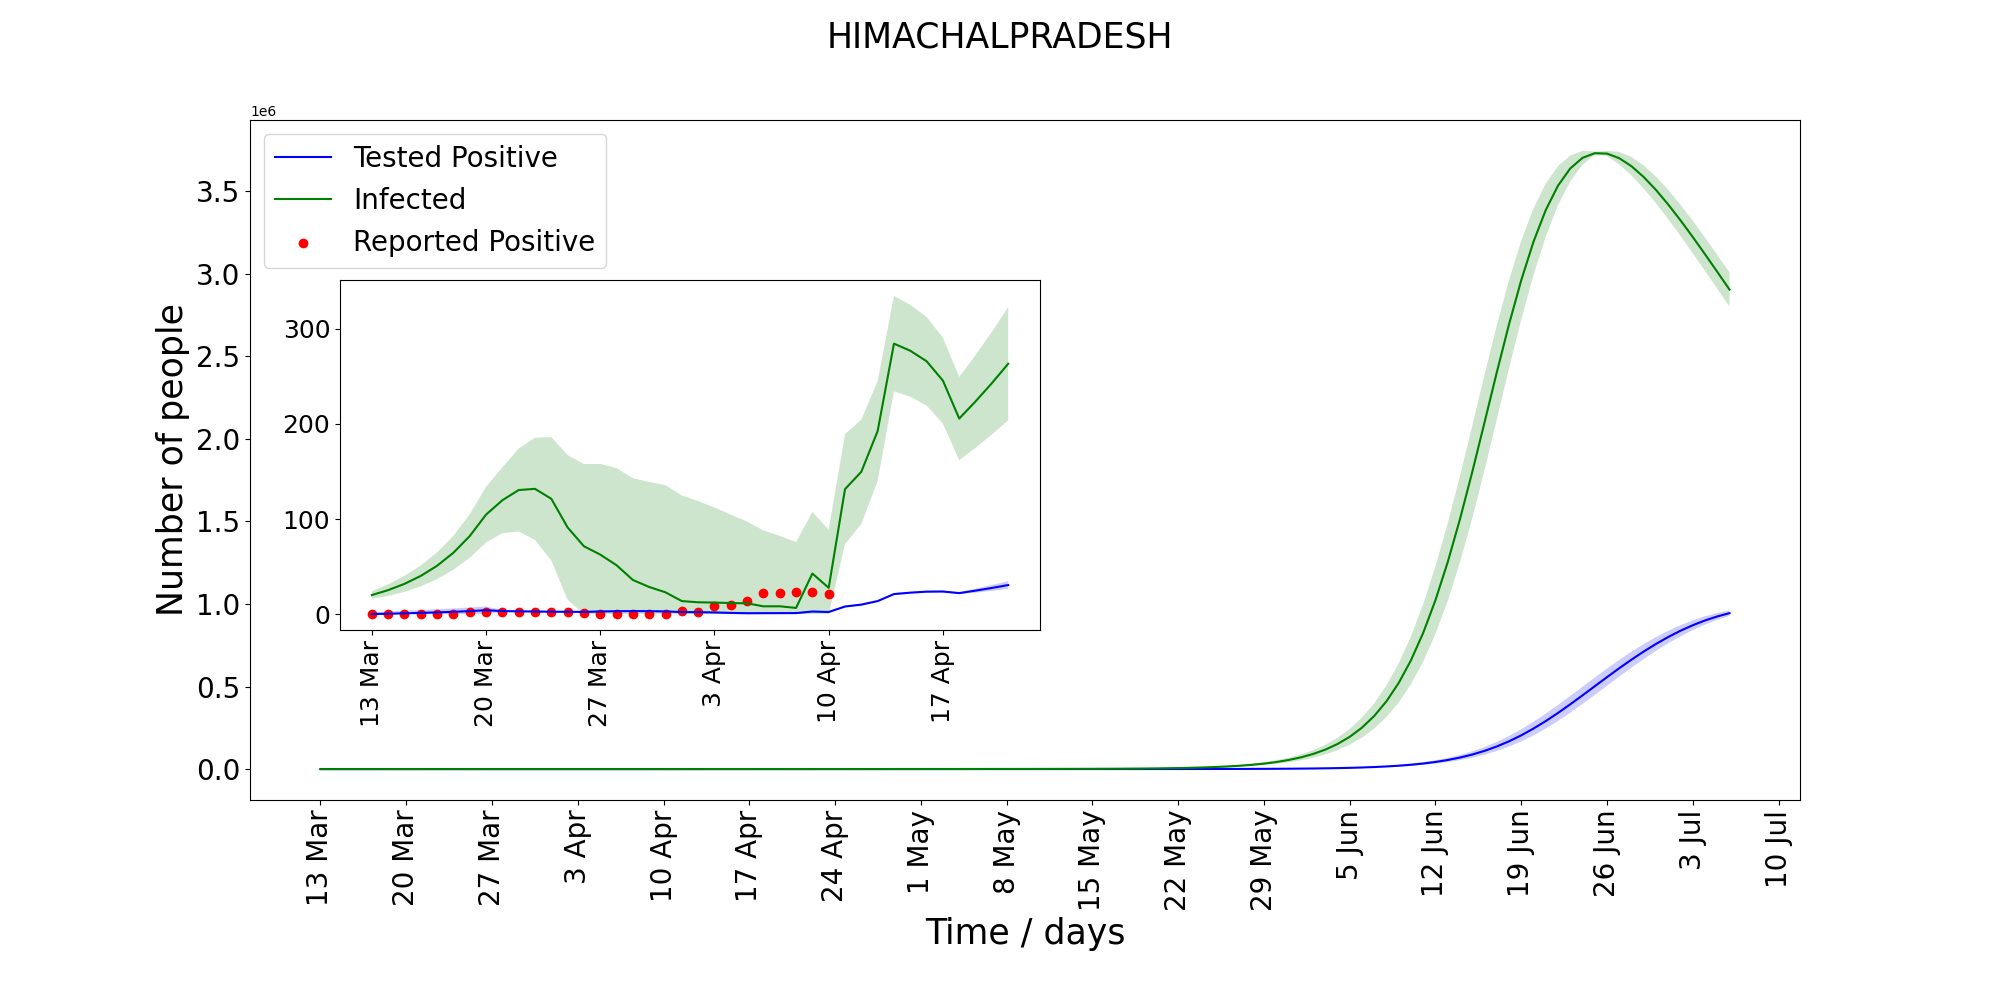 HIMACHALPRADESH
1e6
Tested Positive
Infected
Reported Positive
Number of people
3.5
3.0
2.5
2.0
1.5
1.0
0.5
0.0
300
200
100
0
13 Mar
20 Mar
27 Mar
3 Apr
10 Apr
17 Apr
13 Mar
20 Mar
27 Mar
3 Apr
10 Apr
17 Apr
24 Apr
1 May
8 May
15 May
22 May
29 May
5 Jun
12 Jun
19 Jun
26 Jun
3 Jul
10 Jul
Time / days